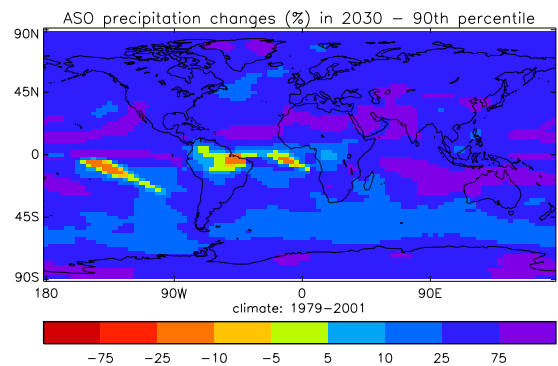 ASO precipitation changes (%) in 2030 − 90th percentile
90N
45N
0
45S
90S
180 90W 0 90E
climate: 1979−2001
−75 −25 −10 −5 5 10 25 75